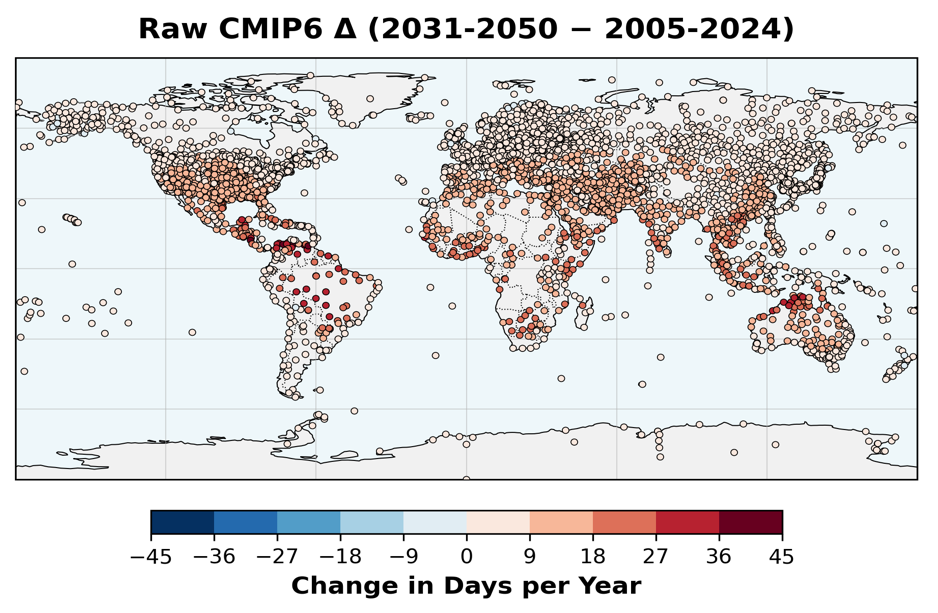 Raw CMIP6 Δ (2031-2050 − 2005-2024)
−45 −36 −27 −18 −9 0 9 18 27 36 45
Change in Days per Year